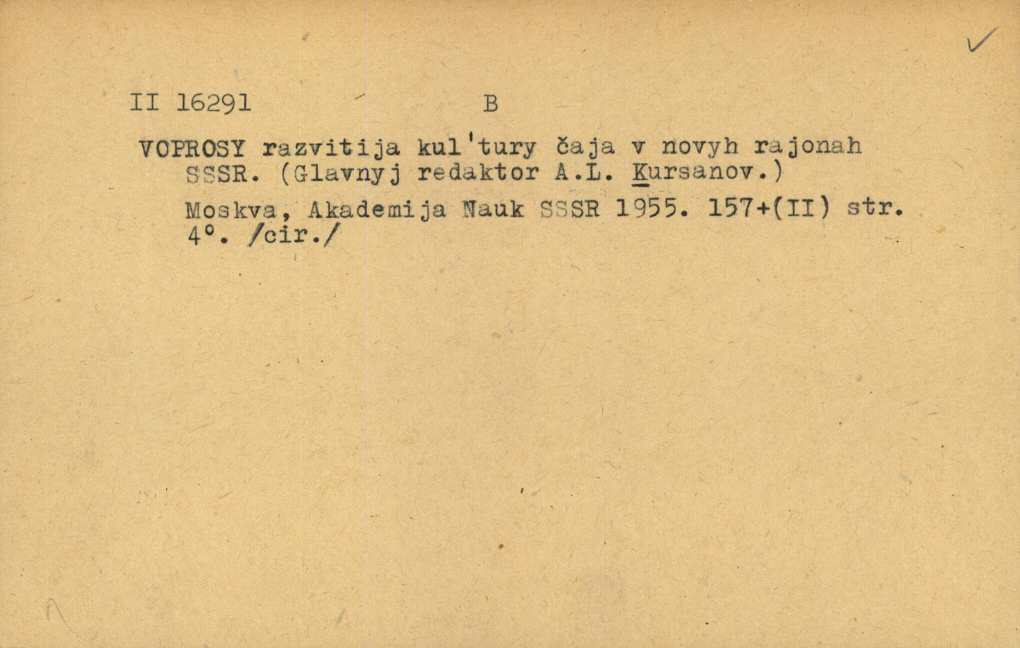 II 16291 B
VOPROSY razvitija kul'tury čaja v novyh rajonah
SSSR. (Glavnyj redaktor A.L. Kursanov.)
Moskva, Akademija Nauk SSSR 1955. 157+(II) str.
4°. /cir./